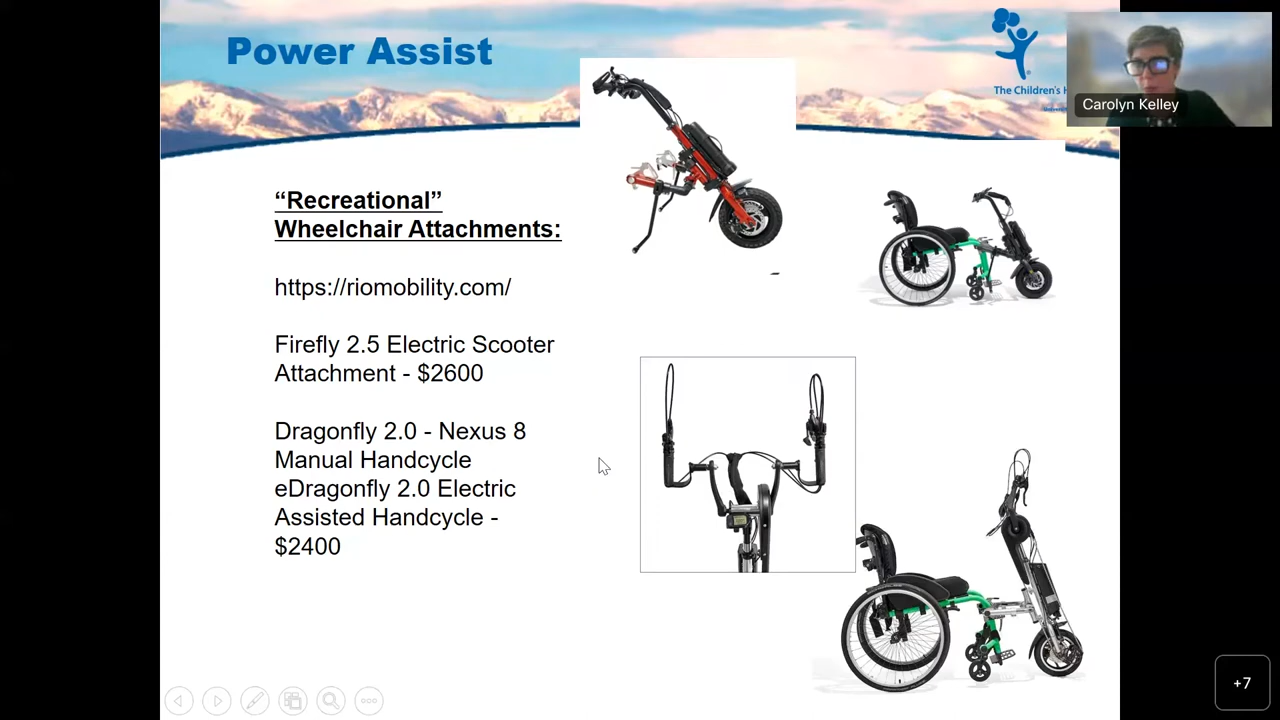 Power Assist
The Children's H
Carolyn Kelley
“Recreational”
Wheelchair Attachments:
https://riomobility.com/
Firefly 2.5 Electric Scooter
Attachment - $2600
Dragonfly 2.0 - Nexus 8
Manual Handcycle
eDragonfly 2.0 Electric
Assisted Handcycle -
$2400
+7